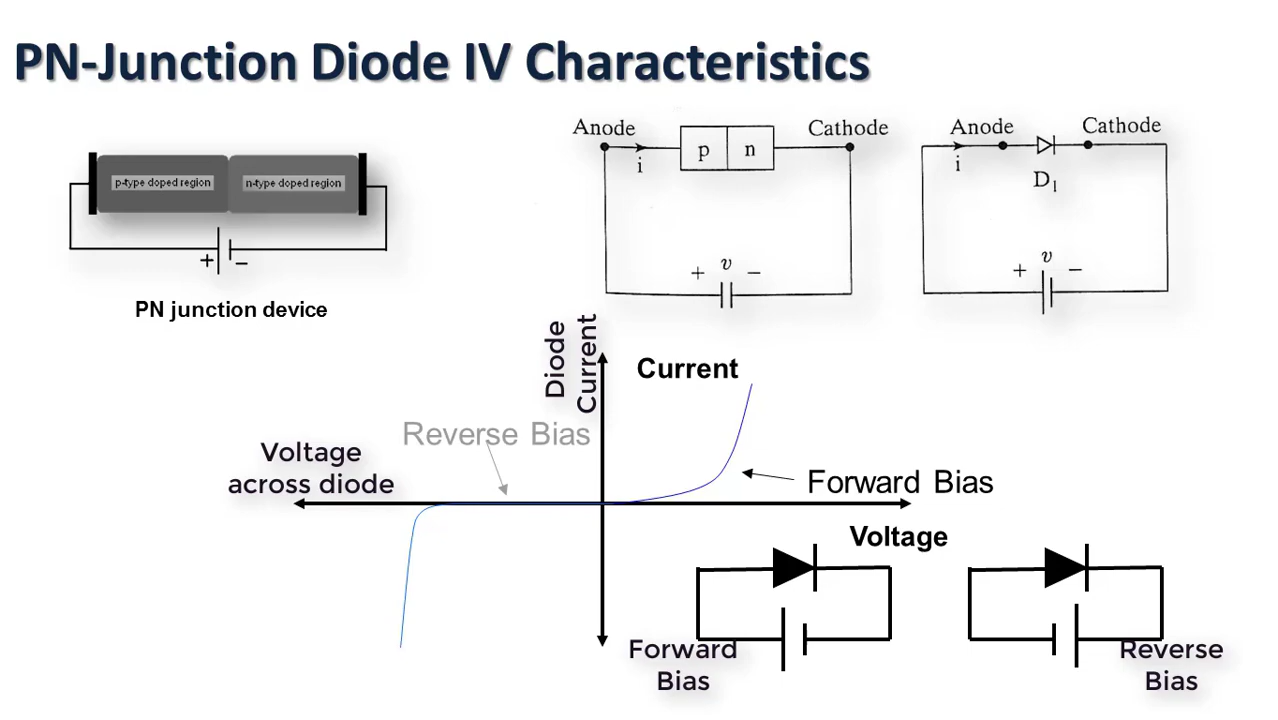 PN-Junction Diode IV Characteristics
p-type doped region
n-type doped region
+
−
PN junction device
Anode
Cathode
i
p
n
+
v
−
Anode
Cathode
i
D1
+
v
−
Diode
Current
Current
Reverse Bias
Voltage
across diode
Forward Bias
Voltage
Forward
Bias
Reverse
Bias